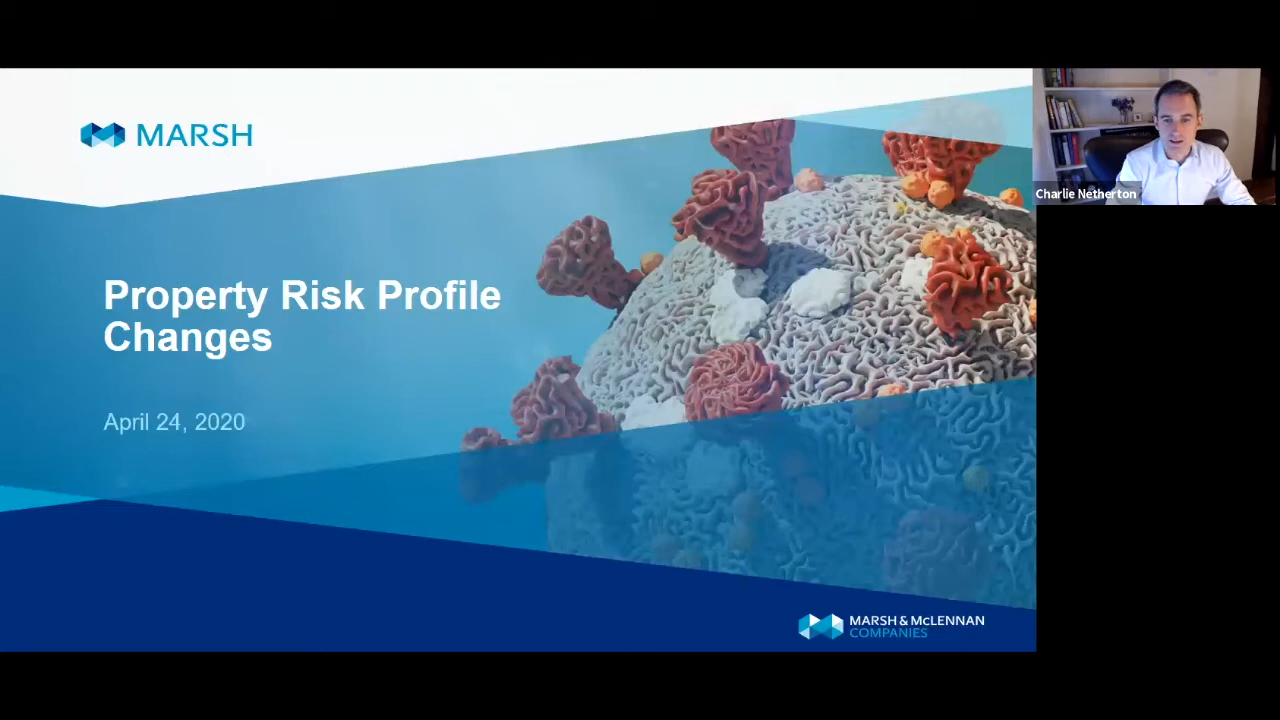 MARSH
Charlie Netherton
Property Risk Profile
Changes
April 24, 2020
MARSH & McLENNAN
COMPANIES